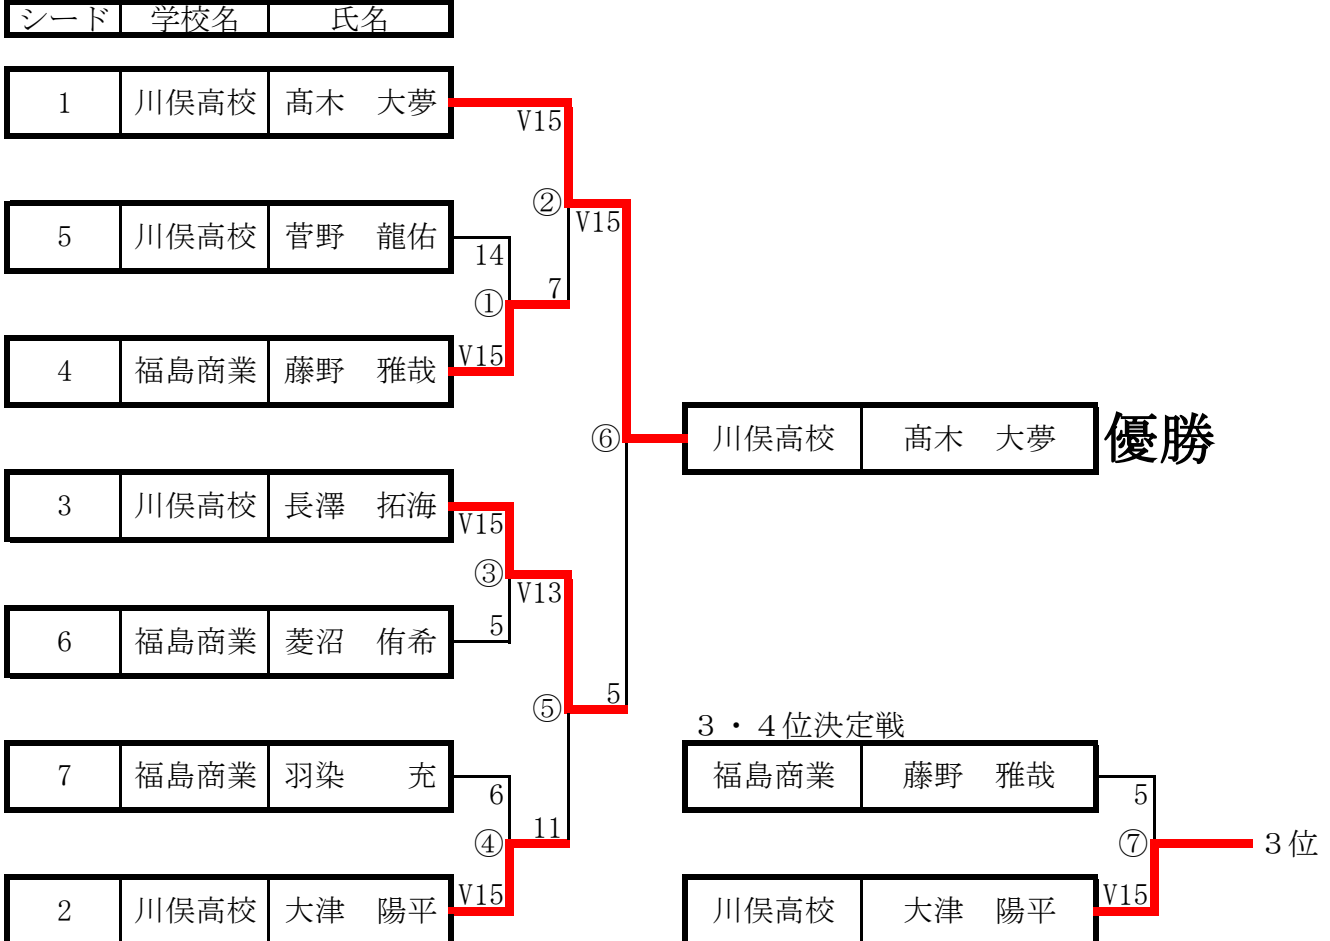 シード 学校名 氏名
1 川俣高校 髙木　大夢
V15
② V15
5 川俣高校 菅野　龍佑
14
① 7
4 福島商業 藤野　雅哉 V15
⑥ 川俣高校 髙木　大夢 優勝
3 川俣高校 長澤　拓海
V15
③ V13
6 福島商業 菱沼　侑希 5
⑤ 5
３・４位決定戦
7 福島商業 羽染　　充 6
福島商業 藤野　雅哉 5
④ 11
⑦ ３位
2 川俣高校 大津　陽平 V15
川俣高校 大津　陽平 V15